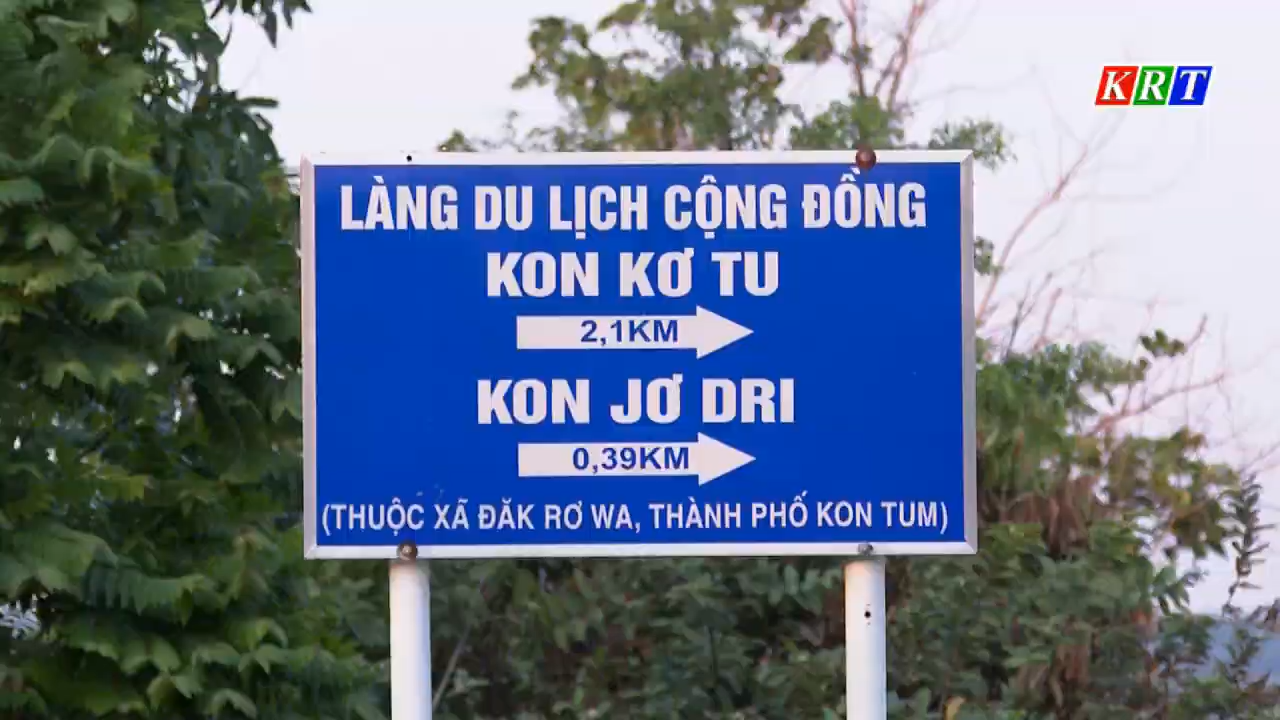 KRT
LÀNG DU LỊCH CỘNG ĐỒNG
KON KƠ TU
2,1KM
KON JƠ DRI
0,39KM
(THUỘC XÃ ĐĂK RƠ WA, THÀNH PHỐ KON TUM)